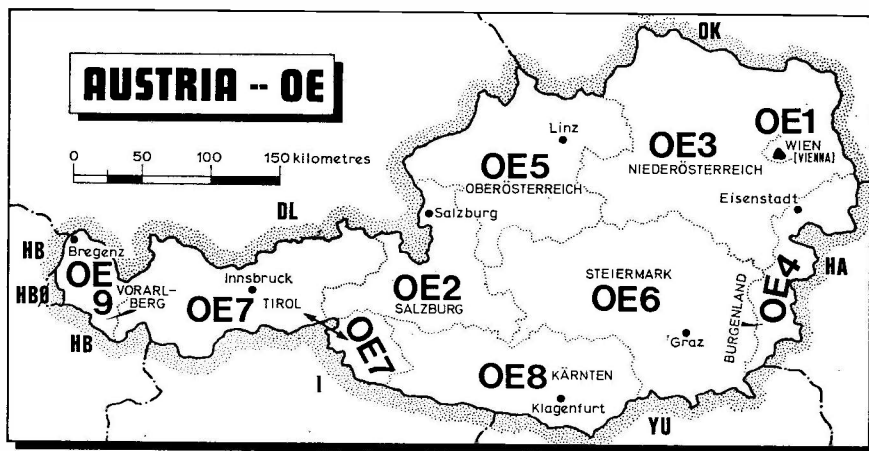 AUSTRIA -- OE
0 50 100 150 kilometres
OK
Linz
OE5
OBERÖSTERREICH
OE3
NIEDERÖSTERREICH
OE1
WIEN
(VIENNA)
Eisenstadt
Salzburg
DL
HB
Bregenz
OE
9
HBØ
VORARL-
BERG
HB
Innsbruck
OE7
TIROL
OE2
SALZBURG
OE7
STEIERMARK
OE6
Graz
BURGENLAND
OE4
HA
OE8
KÄRNTEN
Klagenfurt
I
YU